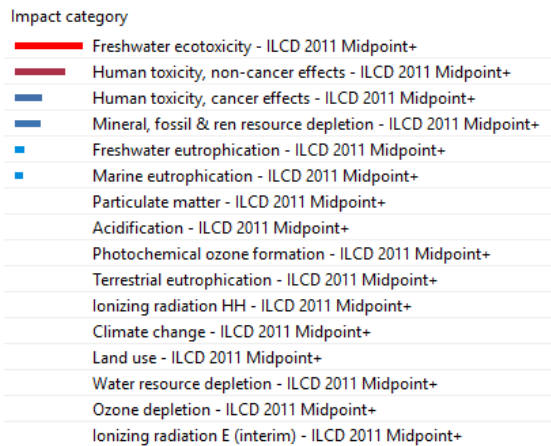 Impact category
Freshwater ecotoxicity - ILCD 2011 Midpoint+
Human toxicity, non-cancer effects - ILCD 2011 Midpoint+
Human toxicity, cancer effects - ILCD 2011 Midpoint+
Mineral, fossil & ren resource depletion - ILCD 2011 Midpoint+
Freshwater eutrophication - ILCD 2011 Midpoint+
Marine eutrophication - ILCD 2011 Midpoint+
Particulate matter - ILCD 2011 Midpoint+
Acidification - ILCD 2011 Midpoint+
Photochemical ozone formation - ILCD 2011 Midpoint+
Terrestrial eutrophication - ILCD 2011 Midpoint+
Ionizing radiation HH - ILCD 2011 Midpoint+
Climate change - ILCD 2011 Midpoint+
Land use - ILCD 2011 Midpoint+
Water resource depletion - ILCD 2011 Midpoint+
Ozone depletion - ILCD 2011 Midpoint+
Ionizing radiation E (interim) - ILCD 2011 Midpoint+